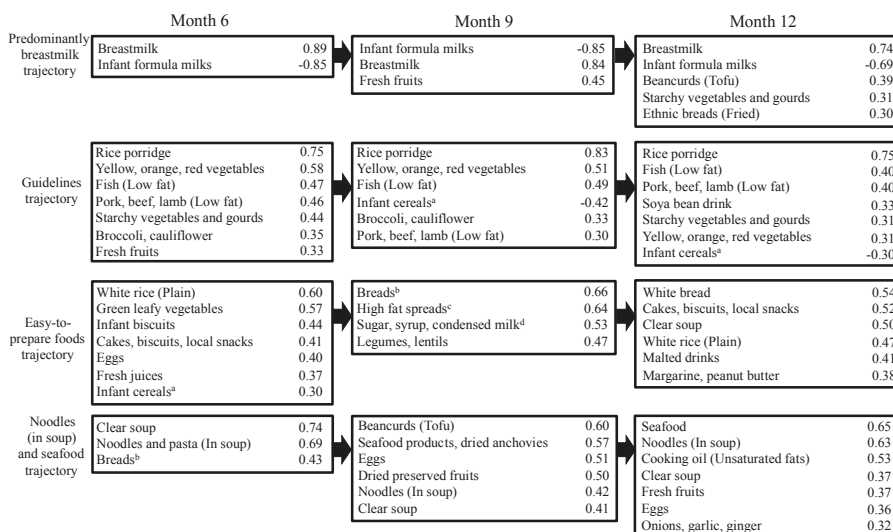 Month 6
Month 9
Month 12
Predominantly
breastmilk
trajectory
Breastmilk 0.89
Infant formula milks -0.85
Infant formula milks -0.85
Breastmilk 0.84
Fresh fruits 0.45
Breastmilk 0.74
Infant formula milks -0.69
Beancurds (Tofu) 0.39
Starchy vegetables and gourds 0.31
Ethnic breads (Fried) 0.30
Guidelines
trajectory
Rice porridge 0.75
Yellow, orange, red vegetables 0.58
Fish (Low fat) 0.47
Pork, beef, lamb (Low fat) 0.46
Starchy vegetables and gourds 0.44
Broccoli, cauliflower 0.35
Fresh fruits 0.33
Rice porridge 0.83
Yellow, orange, red vegetables 0.51
Fish (Low fat) 0.49
Infant cerealsᵃ -0.42
Broccoli, cauliflower 0.33
Pork, beef, lamb (Low fat) 0.30
Rice porridge 0.75
Fish (Low fat) 0.40
Pork, beef, lamb (Low fat) 0.40
Soya bean drink 0.33
Starchy vegetables and gourds 0.31
Yellow, orange, red vegetables 0.31
Infant cerealsᵃ -0.30
Easy-to-
prepare foods
trajectory
White rice (Plain) 0.60
Green leafy vegetables 0.57
Infant biscuits 0.44
Cakes, biscuits, local snacks 0.41
Eggs 0.40
Fresh juices 0.37
Infant cerealsᵃ 0.30
Breadsᵇ 0.66
High fat spreadsᶜ 0.64
Sugar, syrup, condensed milkᵈ 0.53
Legumes, lentils 0.47
White bread 0.54
Cakes, biscuits, local snacks 0.52
Clear soup 0.50
White rice (Plain) 0.47
Malted drinks 0.41
Margarine, peanut butter 0.38
Noodles
(in soup)
and seafood
trajectory
Clear soup 0.74
Noodles and pasta (In soup) 0.69
Breadsᵇ 0.43
Beancurds (Tofu) 0.60
Seafood products, dried anchovies 0.57
Eggs 0.51
Dried preserved fruits 0.50
Noodles (In soup) 0.42
Clear soup 0.41
Seafood 0.65
Noodles (In soup) 0.63
Cooking oil (Unsaturated fats) 0.53
Clear soup 0.37
Fresh fruits 0.37
Eggs 0.36
Onions, garlic, ginger 0.32